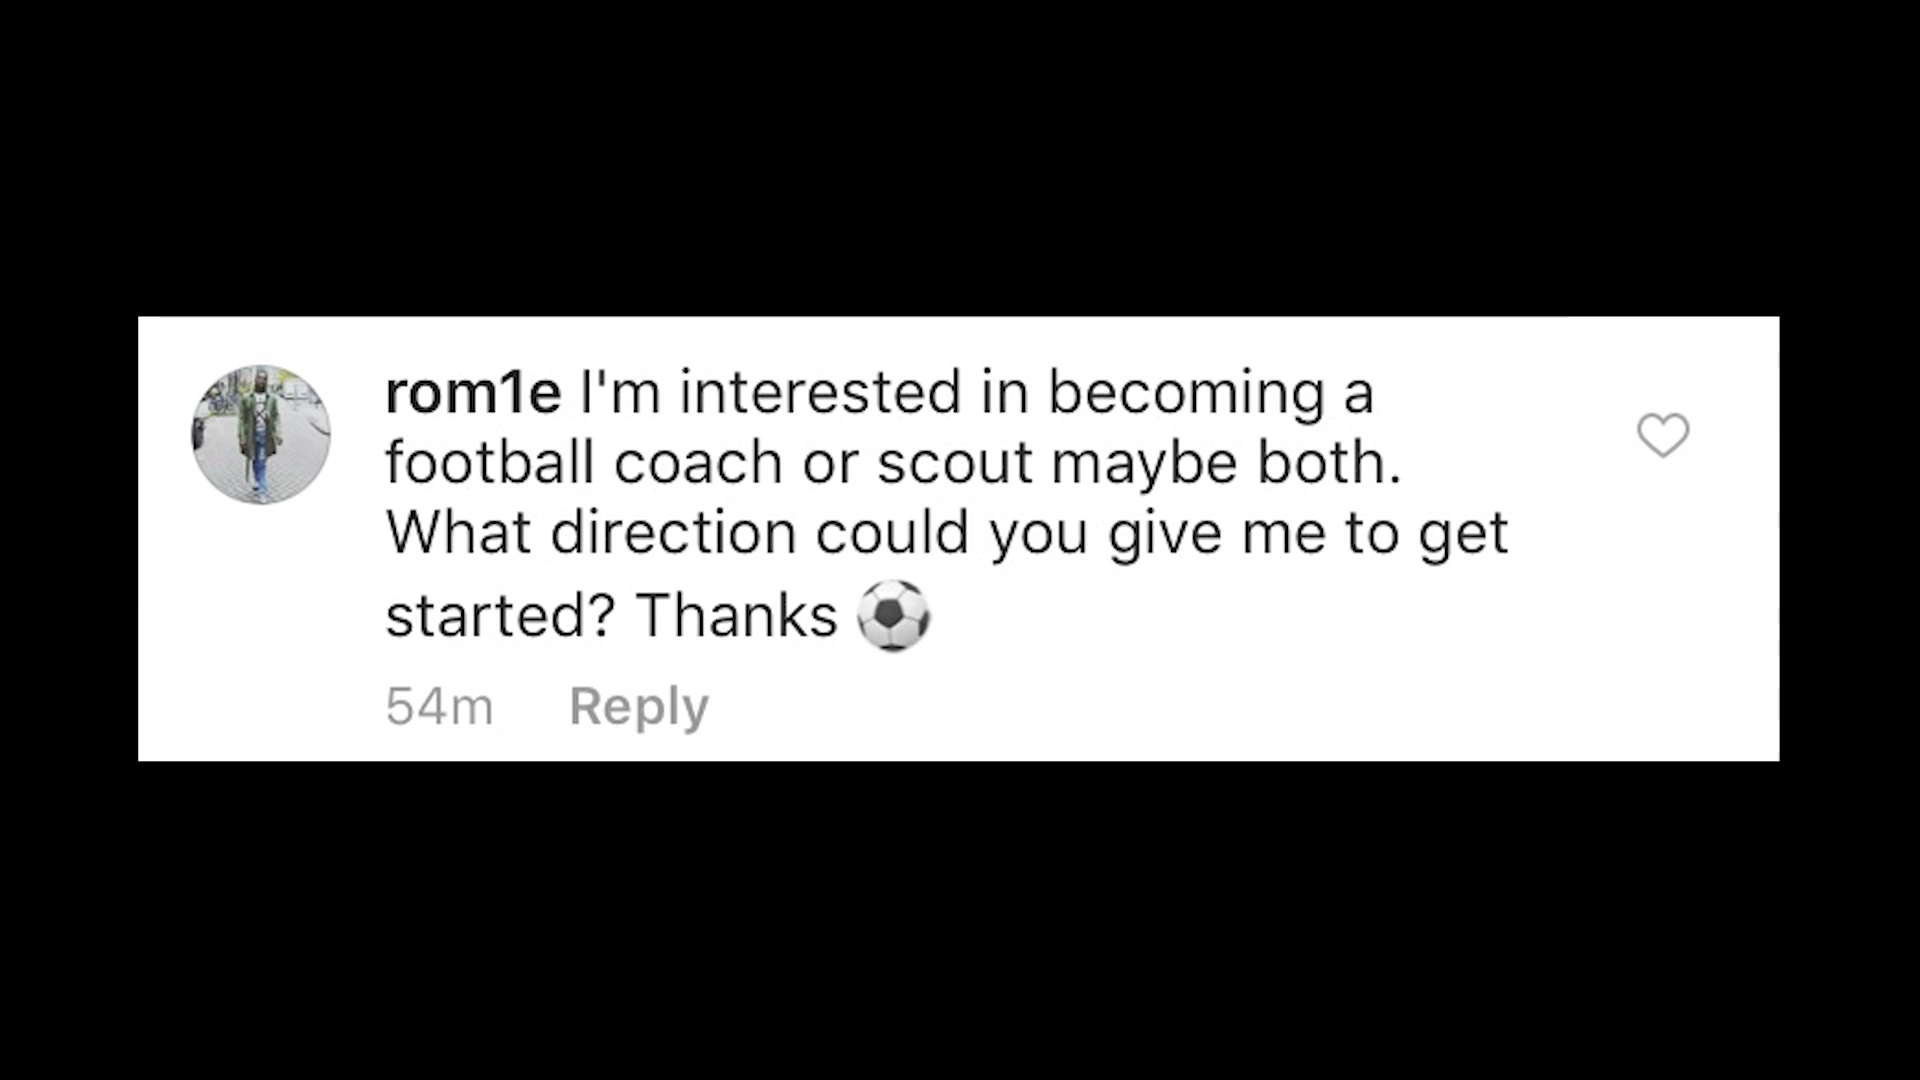 rom1e I'm interested in becoming a
football coach or scout maybe both.
What direction could you give me to get
started? Thanks ⚽
54m Reply